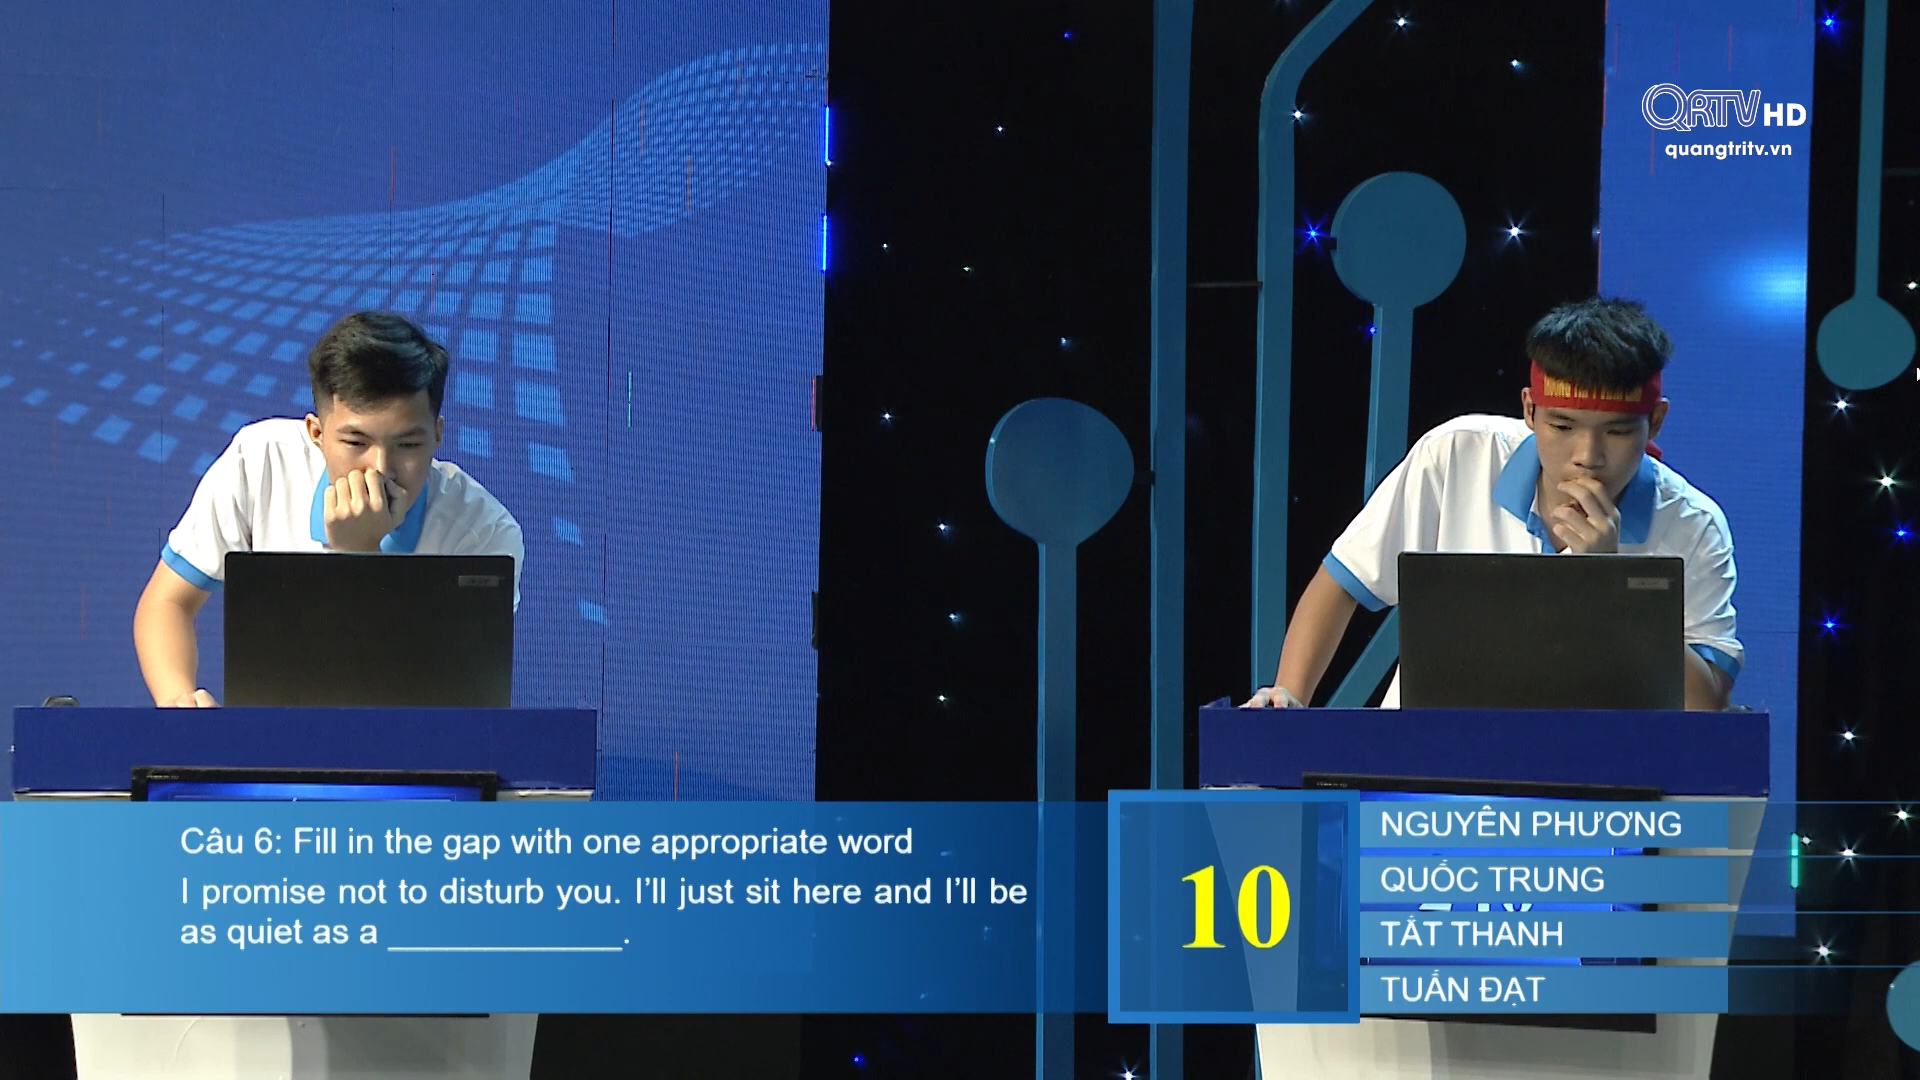 QRTV HD
quangtritv.vn
Câu 6: Fill in the gap with one appropriate word
I promise not to disturb you. I’ll just sit here and I’ll be
as quiet as a ____________.
10
NGUYÊN PHƯƠNG
QUỐC TRUNG
TẤT THANH
TUẤN ĐẠT